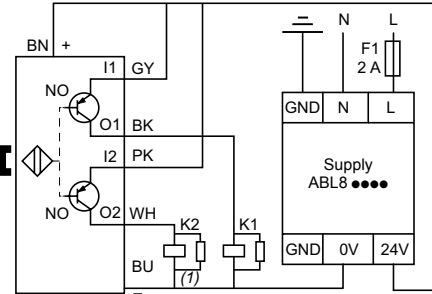 BN +
I1 GY
NO
O1 BK
I2 PK
NO
O2 WH
BU
K2
K1
(1)
N L
F1
2 A
GND N L
Supply
ABL8 ●●●●
GND 0V 24V